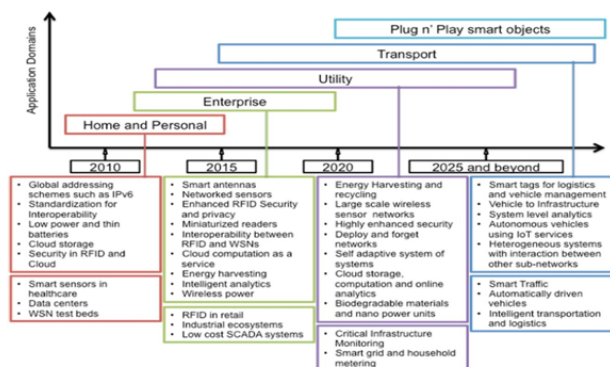 Application Domains
Plug n' Play smart objects
Transport
Utility
Enterprise
Home and Personal
2010
2015
2020
2025 and beyond
Global addressing
schemes such as IPv6
Standardization for
Interoperability
Low power and thin
batteries
Cloud storage
Security in RFID and
Cloud
Smart sensors in
healthcare
Data centers
WSN test beds
Smart antennas
Networked sensors
Enhanced RFID Security
and privacy
Miniaturized readers
Interoperability between
RFID and WSNs
Cloud computation as a
service
Energy harvesting
Intelligent analytics
Wireless power
RFID in retail
Industrial ecosystems
Low cost SCADA systems
Energy Harvesting and
recycling
Large scale wireless
sensor networks
Highly enhanced security
Deploy and forget
networks
Self adaptive system of
systems
Cloud storage,
computation and online
analytics
Biodegradable materials
and nano power units
Critical Infrastructure
Monitoring
Smart grid and household
metering
Smart tags for logistics
and vehicle management
Vehicle to Infrastructure
System level analytics
Autonomous vehicles
using IoT services
Heterogeneous systems
with interaction between
other sub-networks
Smart Traffic
Automatically driven
vehicles
Intelligent transportation
and logistics